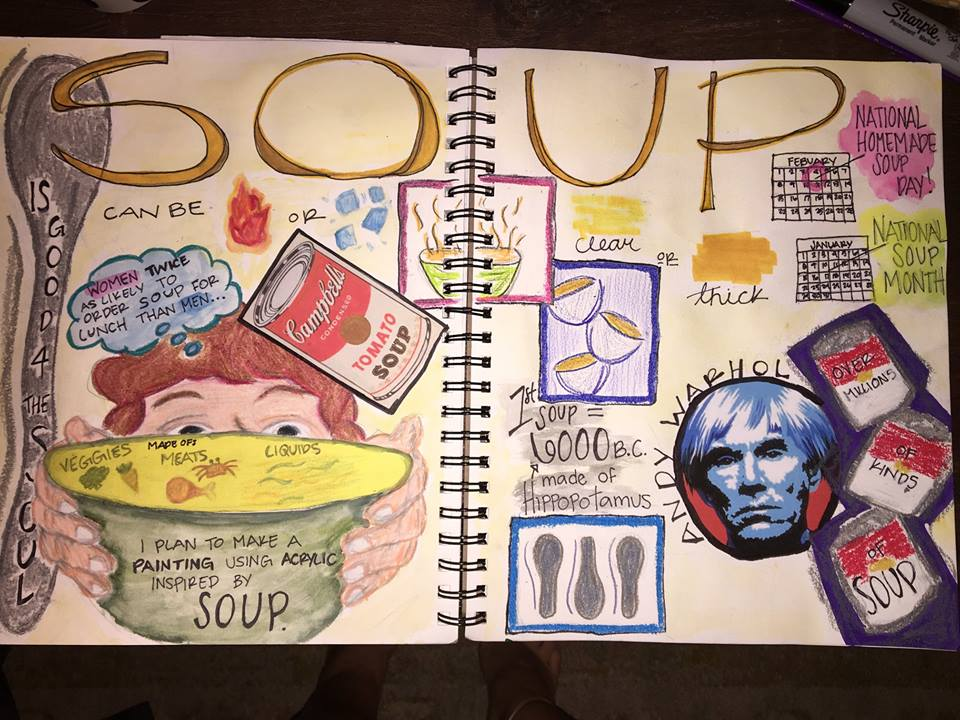 SOUP
IS GOOD 4 THE SOUL
CAN BE
OR
WOMEN TWICE
AS LIKELY TO
ORDER SOUP FOR
LUNCH THAN MEN...
Campbell's
CONDENSED
TOMATO
SOUP
MADE OF:
VEGGIES
MEATS
LIQUIDS
I PLAN TO MAKE A
PAINTING USING ACRYLIC
INSPIRED BY
SOUP.
clear
OR
thick
FEBUARY
NATIONAL
HOMEMADE
SOUP
DAY!
JANUARY
NATIONAL
SOUP
MONTH
1st
SOUP =
6000 B.C.
made of
HIPPOPOTAMUS
ANDY WARHOL
OVER
MILLIONS
OF
KINDS
OF
SOUP
Sharpie